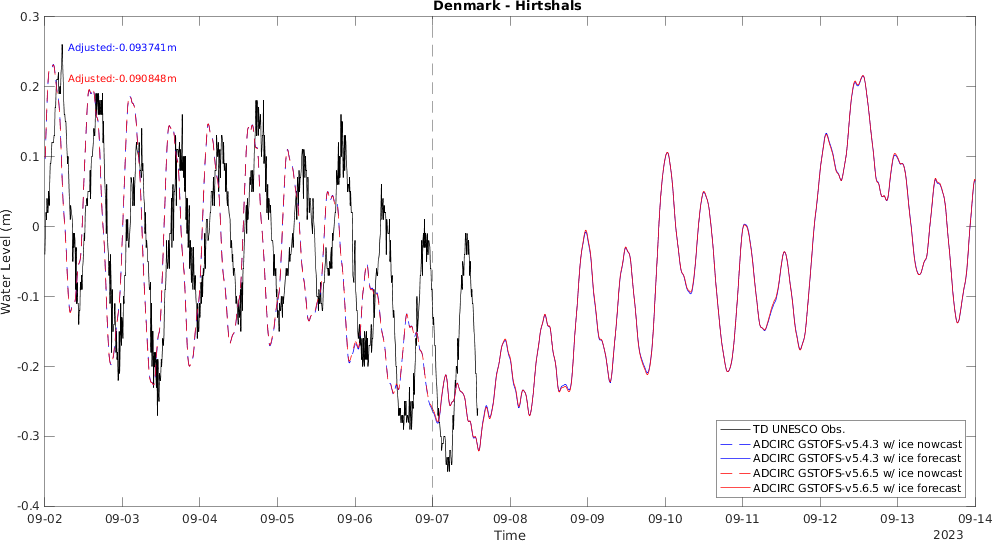 Denmark - Hirtshals
0.3
Adjusted:-0.093741m
Adjusted:-0.090848m
0.2
0.1
0
-0.1
-0.2
-0.3
-0.4
Water Level (m)
TD UNESCO Obs.
ADCIRC GSTOFS-v5.4.3 w/ ice nowcast
ADCIRC GSTOFS-v5.4.3 w/ ice forecast
ADCIRC GSTOFS-v5.6.5 w/ ice nowcast
ADCIRC GSTOFS-v5.6.5 w/ ice forecast
09-02 09-03 09-04 09-05 09-06 09-07 09-08 09-09 09-10 09-11 09-12 09-13 09-14
Time
2023